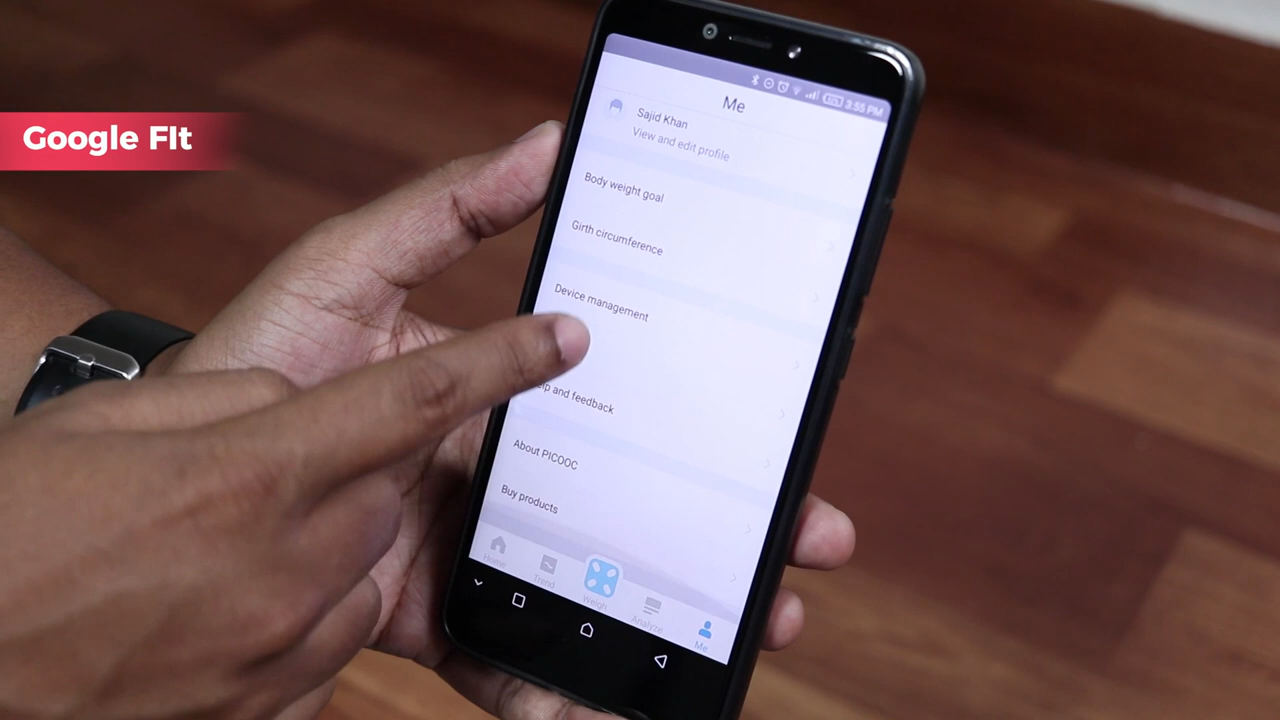 Google FIt
3:55 PM
Me
Sajid Khan
View and edit profile
Body weight goal
Girth circumference
Device management
lp and feedback
About PICOOC
Buy products
Home
Trend
Weigh
Analyze
Me